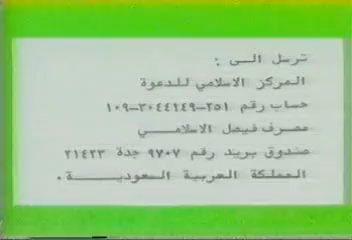 ترسل الى :
المركز الاسلامي للدعوة
حساب رقم ٢٥١-٣٠٤٤١٤٩-١٠٩
مصرف فيصل الاسلامي
صندوق بريد رقم ٩٧٠٧ جدة ٢١٤٢٣
المملكة العربية السعودية .